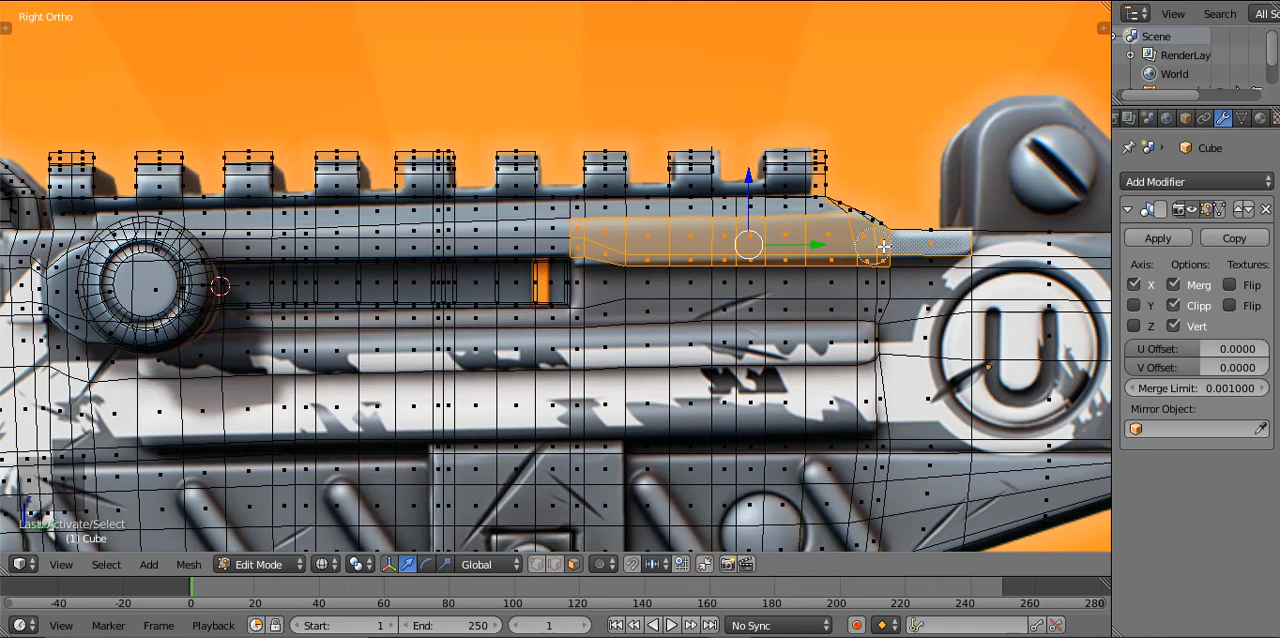 Right Ortho
View Search All Sc
Scene
RenderLay
World
Cube
Add Modifier
Apply Copy
Axis: Options: Textures:
X Merg Flip
Y Clipp Flip
Z Vert
U Offset: 0.0000
V Offset: 0.0000
Merge Limit: 0.001000
Mirror Object:
U
(1) Cube
View Select Add Mesh Edit Mode Global
-40 -20 0 20 40 60 80 100 120 140 160 180 200 220 240 260 280
View Marker Frame Playback Start: 1 End: 250 1 No Sync